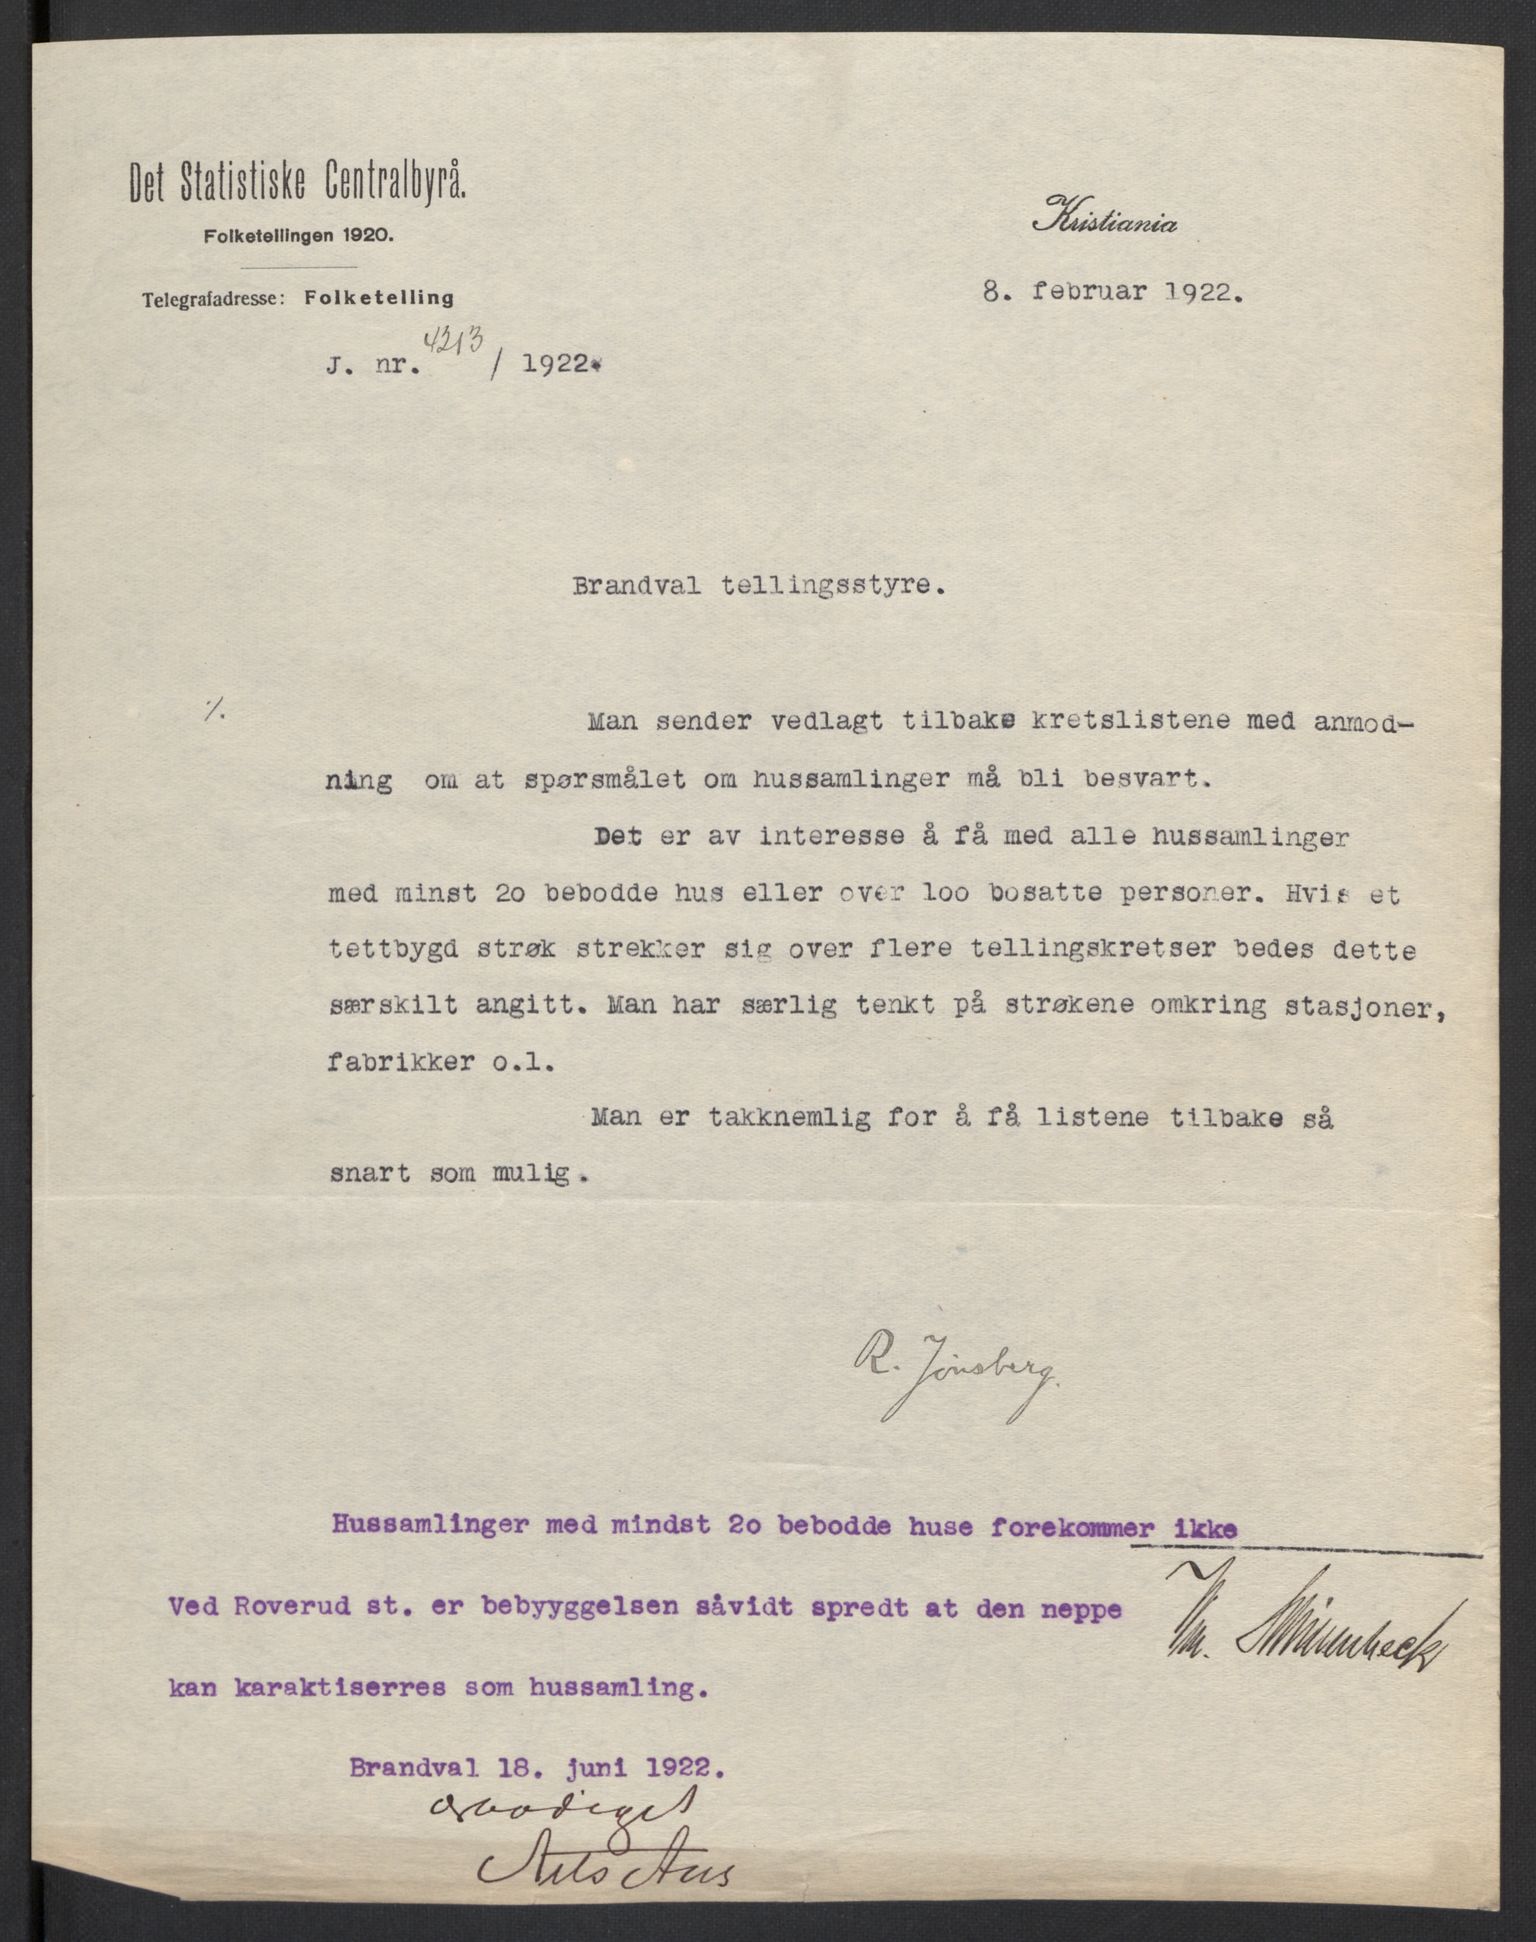 Det Statistiske Centralbyrå.
Folketellingen 1920.
Telegrafadresse: Folketelling
J. nr. 4213 / 1922.
Kristiania
8. februar 1922.
Brandval tellingsstyre.
·/.
Man sender vedlagt tilbake kretslistene med anmod-
ning om at spørsmålet om hussamlinger må bli besvart.
Det er av interesse å få med alle hussamlinger
med minst 2o bebodde hus eller over loo bosatte personer. Hvis et
tettbygd strøk strekker sig over flere tellingskretser bedes dette
særskilt angitt. Man har særlig tenkt på strøkene omkring stasjoner,
fabrikker o.l.
Man er takknemlig for å få listene tilbake så
snart som mulig.
R. Jønsberg.
Hussamlinger med mindst 2o bebodde huse forekommer ikke
Ved Roverud st. er bebyyggelsen såvidt spredt at den neppe
kan karaktiserres som hussamling.
Brandval 18. juni 1922.
Nils Aas